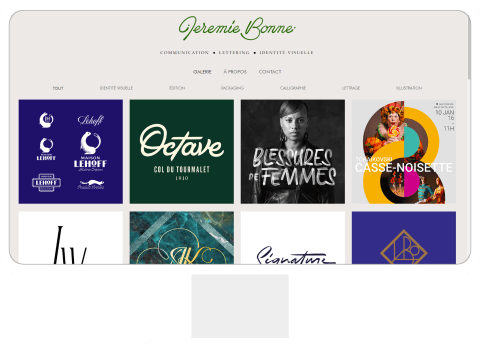 Jeremie Bonne
COMMUNICATION • LETTERING • IDENTITÉ VISUELLE
GALERIE À PROPOS CONTACT
TOUT IDENTITÉ VISUELLE ÉDITION PACKAGING CALLIGRAPHIE LETTRAGE ILLUSTRATION
Lehoff
LEHOFF
MAISON
LEHOFF
LEHOFF
Octave
COL DU TOURMALET
1910
BLESSURES
DE FEMMES
10 JAN
16
11H
TCHAÏKOVSKI
CASSE-NOISETTE
Signature